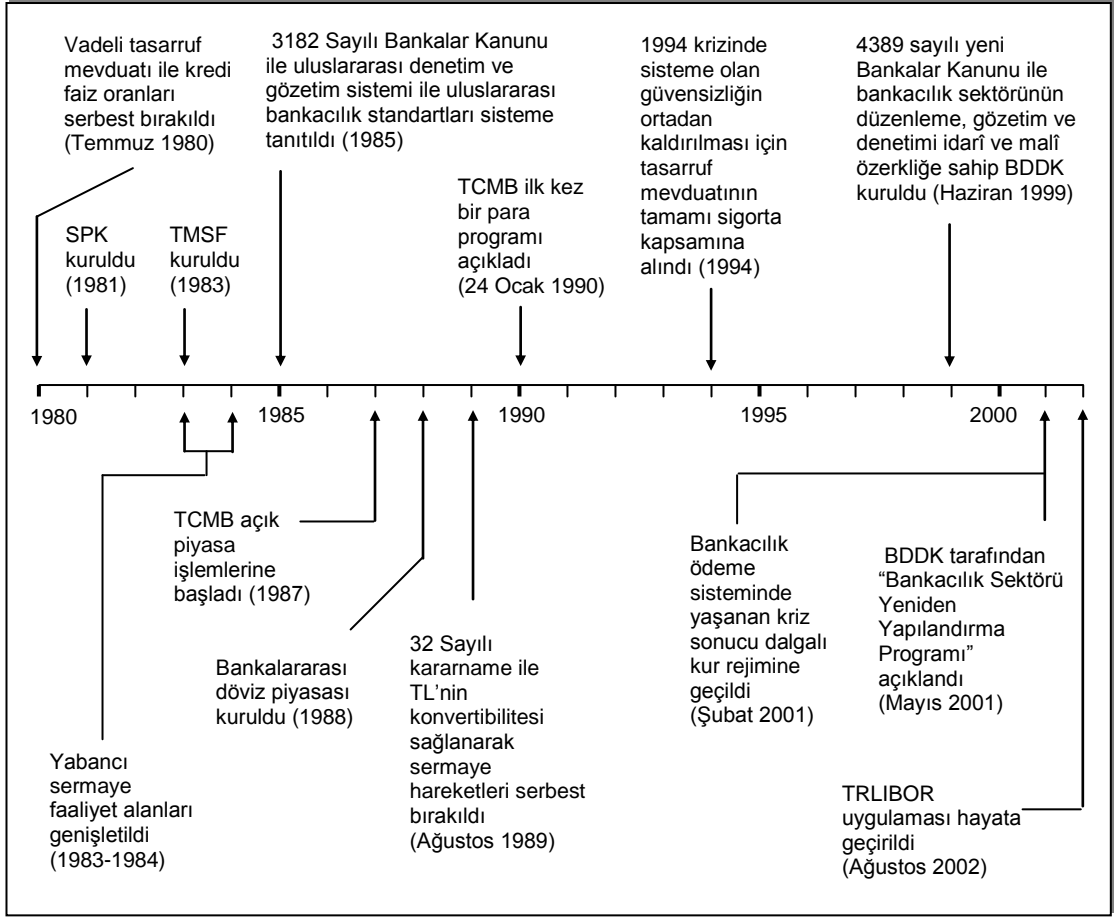 Vadeli tasarruf
mevduatı ile kredi
faiz oranları
serbest bırakıldı
(Temmuz 1980)
3182 Sayılı Bankalar Kanunu
ile uluslararası denetim ve
gözetim sistemi ile uluslararası
bankacılık standartları sisteme
tanıtıldı (1985)
1994 krizinde
sisteme olan
güvensizliğin
ortadan
kaldırılması için
tasarruf
mevduatının
tamamı sigorta
kapsamına
alındı (1994)
4389 sayılı yeni
Bankalar Kanunu ile
bankacılık sektörünün
düzenleme, gözetim ve
denetimi idarî ve malî
özerkliğe sahip BDDK
kuruldu (Haziran 1999)
SPK
kuruldu
(1981)
TMSF
kuruldu
(1983)
TCMB ilk kez
bir para
programı
açıkladı
(24 Ocak 1990)
1980
1985
1990
1995
2000
Yabancı
sermaye
faaliyet alanları
genişletildi
(1983-1984)
TCMB açık
piyasa
işlemlerine
başladı (1987)
Bankalararası
döviz piyasası
kuruldu (1988)
32 Sayılı
kararname ile
TL’nin
konvertibilitesi
sağlanarak
sermaye
hareketleri serbest
bırakıldı
(Ağustos 1989)
Bankacılık
ödeme
sisteminde
yaşanan kriz
sonucu dalgalı
kur rejimine
geçildi
(Şubat 2001)
BDDK tarafından
“Bankacılık Sektörü
Yeniden
Yapılandırma
Programı”
açıklandı
(Mayıs 2001)
TRLIBOR
uygulaması hayata
geçirildi
(Ağustos 2002)